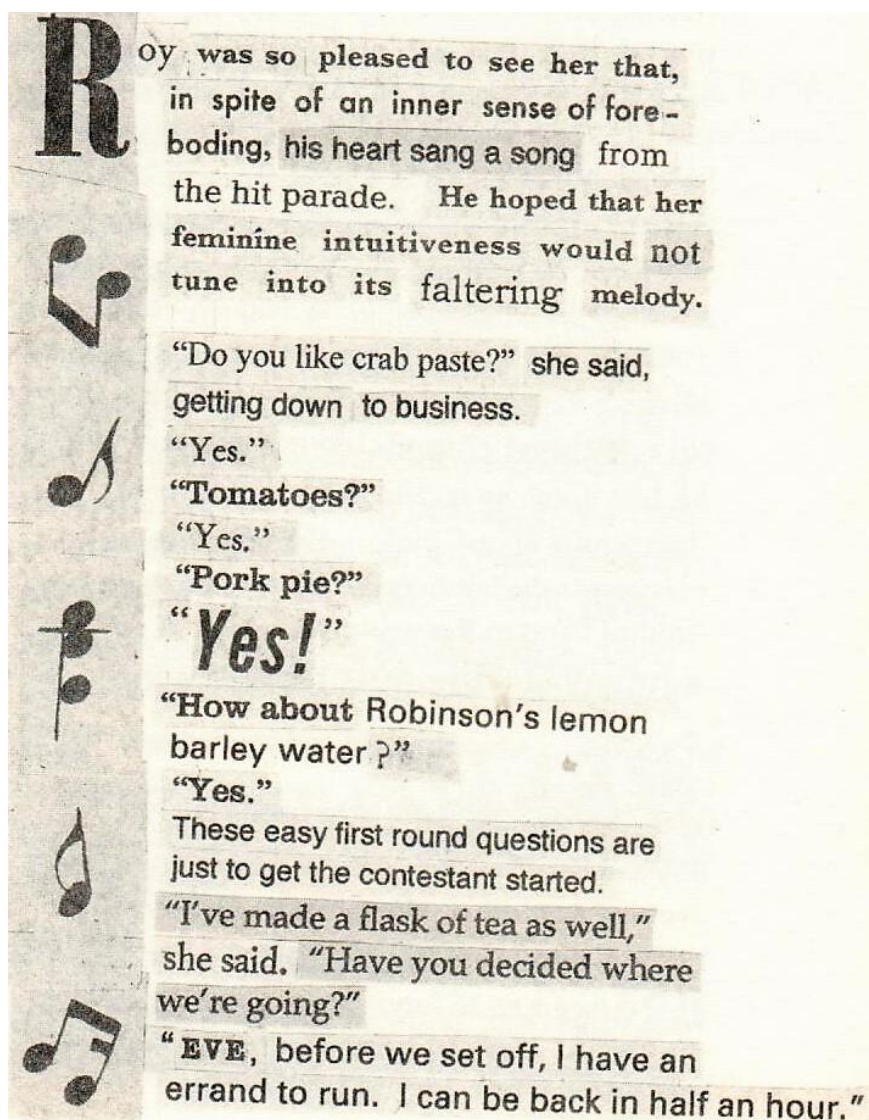 Roy was so pleased to see her that,
in spite of an inner sense of fore-
boding, his heart sang a song from
the hit parade. He hoped that her
feminine intuitiveness would not
tune into its faltering melody.
“Do you like crab paste?” she said,
getting down to business.
“Yes.”
“Tomatoes?”
“Yes.”
“Pork pie?”
“Yes!”
“How about Robinson's lemon
barley water?”
“Yes.”
These easy first round questions are
just to get the contestant started.
“I've made a flask of tea as well,”
she said. “Have you decided where
we're going?”
“EVE, before we set off, I have an
errand to run. I can be back in half an hour.”